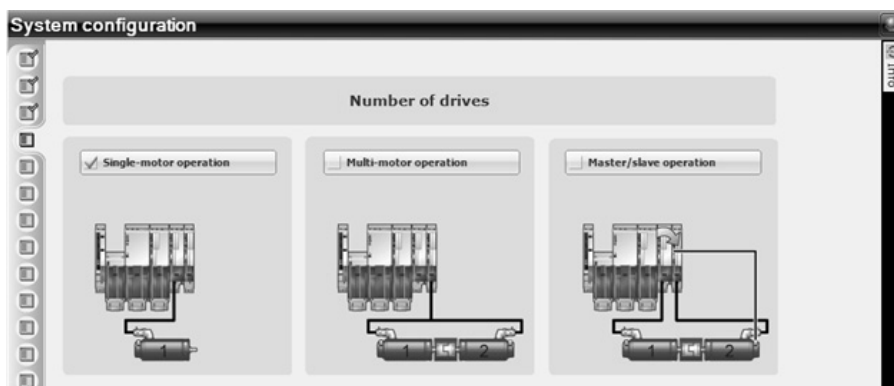 System configuration
Info
Number of drives
Single-motor operation
Multi-motor operation
Master/slave operation
1
1 2
1 2